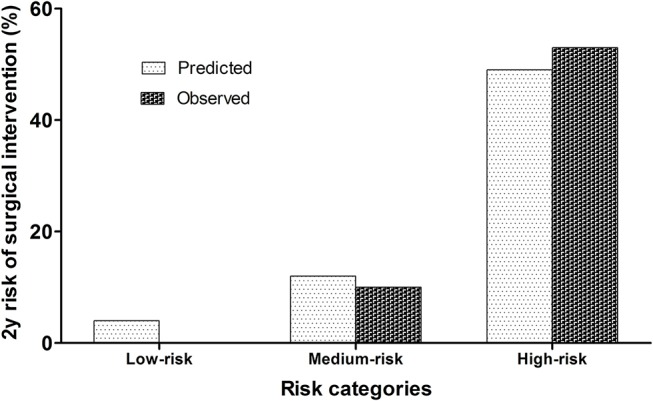 2y risk of surgical intervention (%)
60
40
20
0
Predicted
Observed
Low-risk
Medium-risk
High-risk
Risk categories